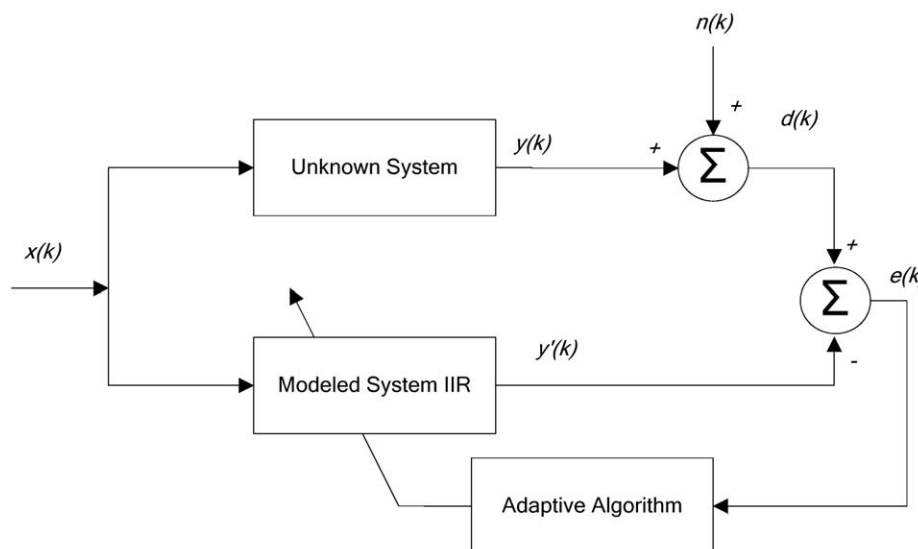 n(k)
+
d(k)
y(k)
+
Σ
Unknown System
x(k)
+
e(k
Σ
y'(k)
-
Modeled System IIR
Adaptive Algorithm